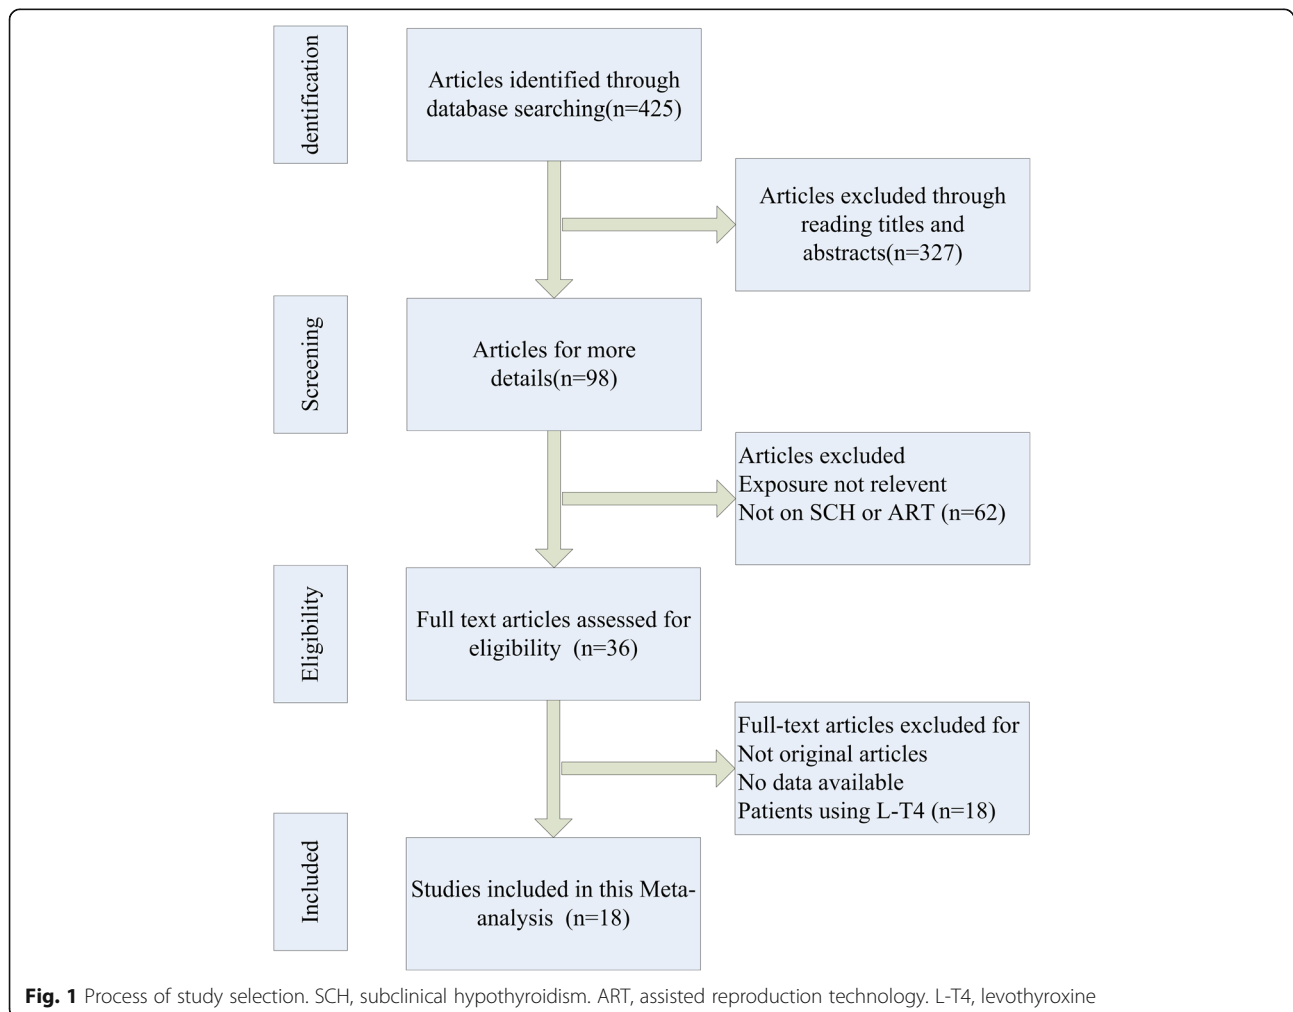 dentification
Articles identified through
database searching(n=425)
Articles excluded through
reading titles and
abstracts(n=327)
Screening
Articles for more
details(n=98)
Articles excluded
Exposure not relevent
Not on SCH or ART (n=62)
Eligibility
Full text articles assessed for
eligibility (n=36)
Full-text articles excluded for
Not original articles
No data available
Patients using L-T4 (n=18)
Included
Studies included in this Meta-
analysis (n=18)
Fig. 1 Process of study selection. SCH, subclinical hypothyroidism. ART, assisted reproduction technology. L-T4, levothyroxine